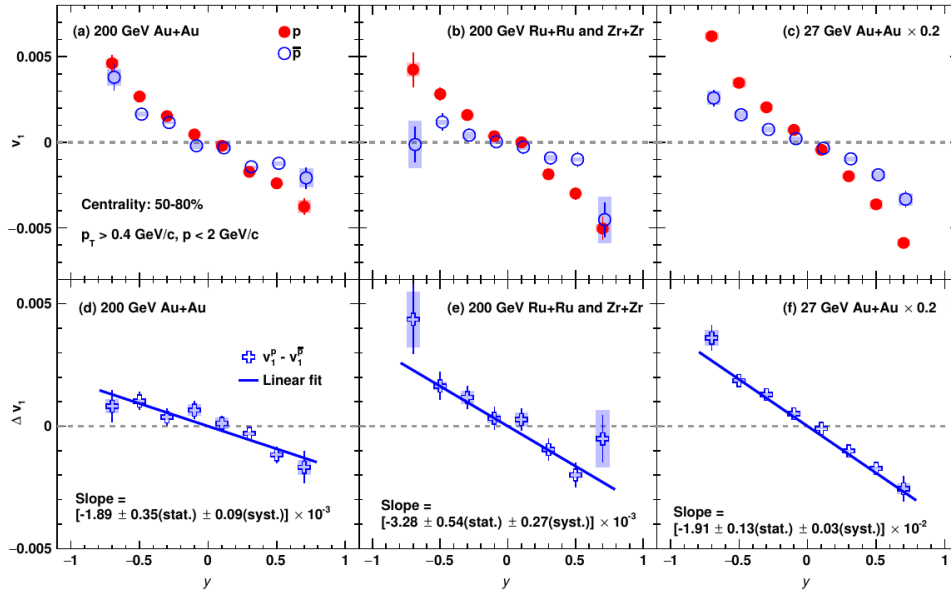 (a) 200 GeV Au+Au
p
p̅
(b) 200 GeV Ru+Ru and Zr+Zr
(c) 27 GeV Au+Au × 0.2
0.005
0
−0.005
v₁
Centrality: 50-80%
p_T > 0.4 GeV/c, p < 2 GeV/c
(d) 200 GeV Au+Au
(e) 200 GeV Ru+Ru and Zr+Zr
(f) 27 GeV Au+Au × 0.2
0.005
0
−0.005
Δ v₁
v₁^p - v₁^p̅
Linear fit
Slope =
[-1.89 ± 0.35(stat.) ± 0.09(syst.)] × 10⁻³
Slope =
[-3.28 ± 0.54(stat.) ± 0.27(syst.)] × 10⁻³
Slope =
[-1.91 ± 0.13(stat.) ± 0.03(syst.)] × 10⁻²
−1 −0.5 0 0.5 1
−1 −0.5 0 0.5 1
−1 −0.5 0 0.5 1
y
y
y